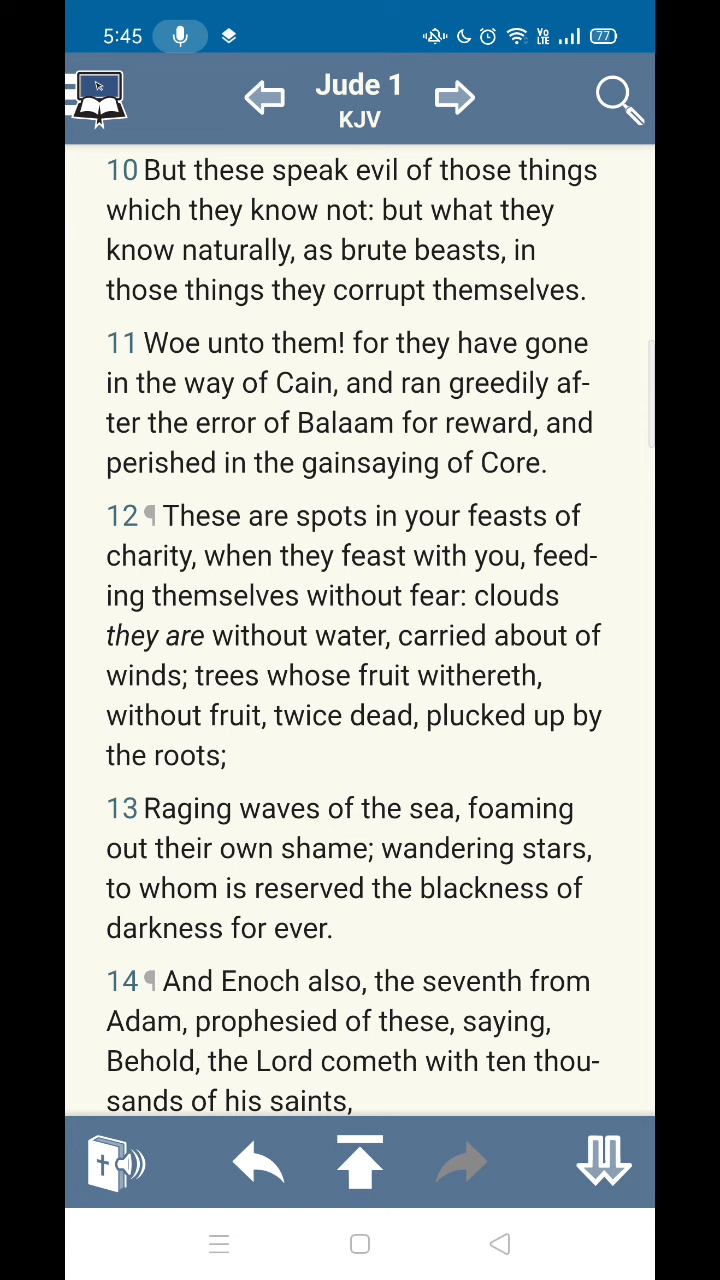 5:45 Vo LTE 77
Jude 1
KJV
10 But these speak evil of those things
which they know not: but what they
know naturally, as brute beasts, in
those things they corrupt themselves.
11 Woe unto them! for they have gone
in the way of Cain, and ran greedily af-
ter the error of Balaam for reward, and
perished in the gainsaying of Core.
12 ¶ These are spots in your feasts of
charity, when they feast with you, feed-
ing themselves without fear: clouds
they are without water, carried about of
winds; trees whose fruit withereth,
without fruit, twice dead, plucked up by
the roots;
13 Raging waves of the sea, foaming
out their own shame; wandering stars,
to whom is reserved the blackness of
darkness for ever.
14 ¶ And Enoch also, the seventh from
Adam, prophesied of these, saying,
Behold, the Lord cometh with ten thou-
sands of his saints,